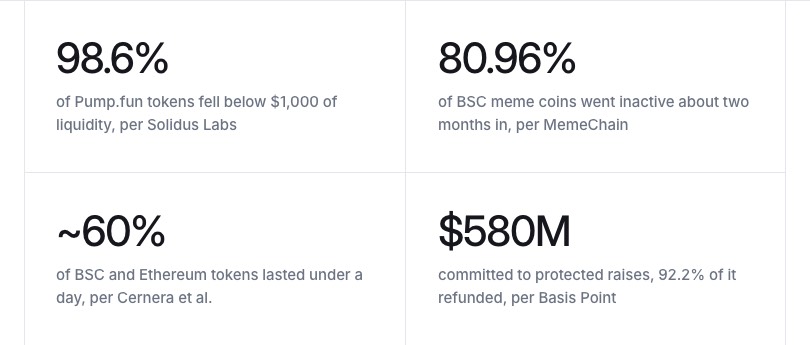 98.6%
of Pump.fun tokens fell below $1,000 of
liquidity, per Solidus Labs
80.96%
of BSC meme coins went inactive about two
months in, per MemeChain
~60%
of BSC and Ethereum tokens lasted under a
day, per Cernera et al.
$580M
committed to protected raises, 92.2% of it
refunded, per Basis Point